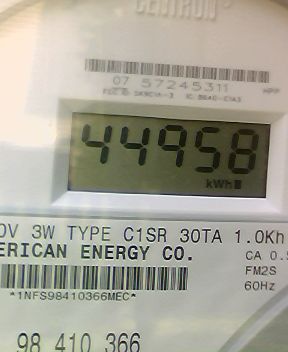 CENTRON
07 57245311
44958
kWh
0V 3W TYPE C1SR 30TA 1.0Kh
ERICAN ENERGY CO.
CA 0.5
FM2S
60Hz
*1NFS98410366MEC*
98 410 366